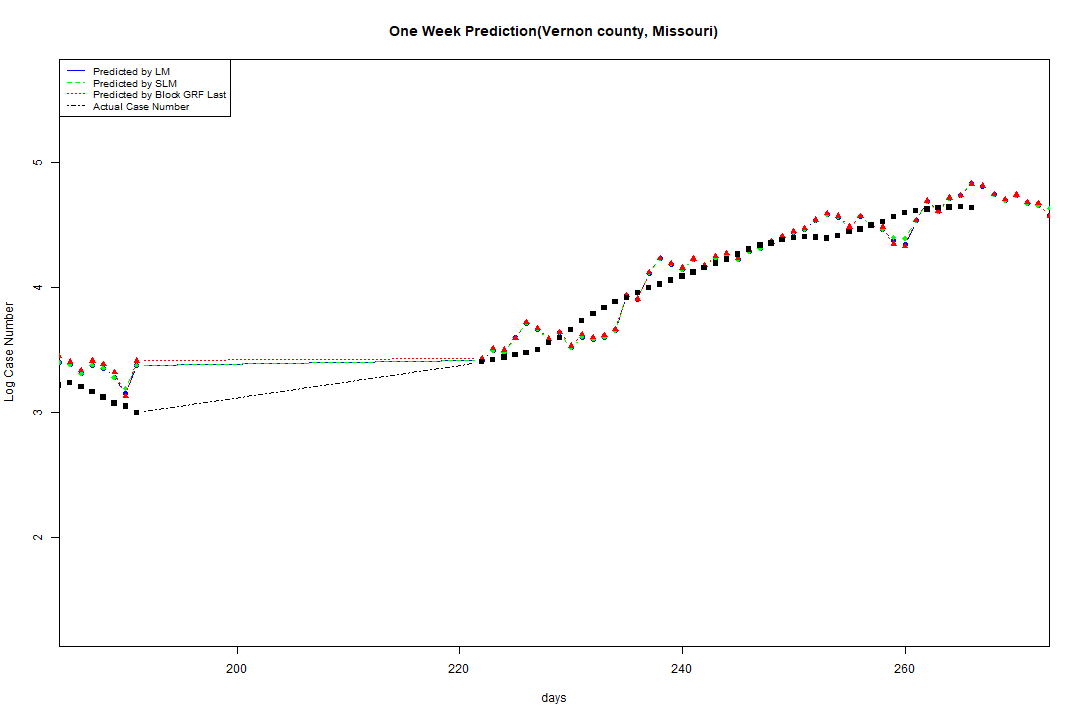 One Week Prediction(Vernon county, Missouri)
Predicted by LM
Predicted by SLM
Predicted by Block GRF Last
Actual Case Number
5
4
3
2
Log Case Number
200 220 240 260
days